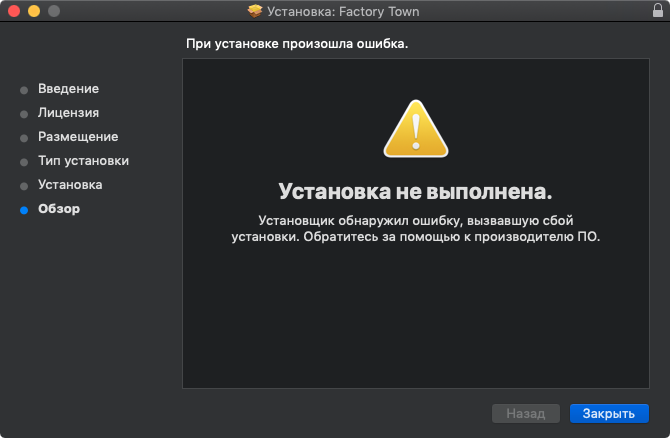 Установка: Factory Town
При установке произошла ошибка.
Введение
Лицензия
Размещение
Тип установки
Установка
Обзор
Установка не выполнена.
Установщик обнаружил ошибку, вызвавшую сбой
установки. Обратитесь за помощью к производителю ПО.
Назад
Закрыть